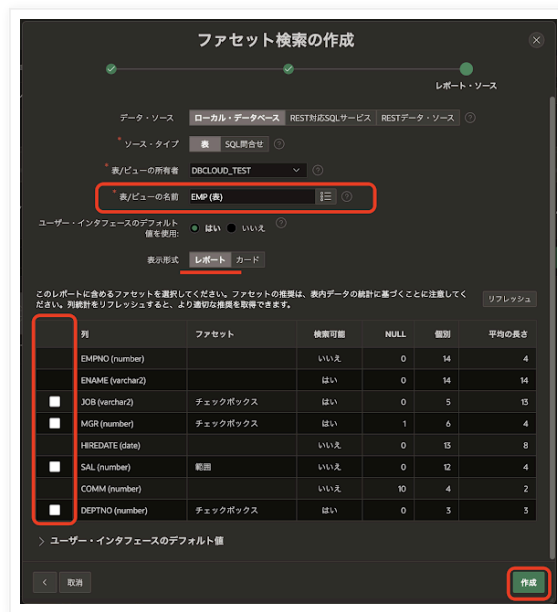 ファセット検索の作成
レポート・ソース
データ・ソース ローカル・データベース REST対応SQLサービス RESTデータ・ソース
* ソース・タイプ 表 SQL問合せ
* 表/ビューの所有者 DBCLOUD_TEST
* 表/ビューの名前 EMP (表)
ユーザー・インタフェースのデフォルト
値を使用: はい いいえ
表示形式 レポート カード
このレポートに含めるファセットを選択してください。ファセットの推奨は、表内データの統計に基づくことに注意してく
ださい。列統計をリフレッシュすると、より適切な推奨を取得できます。
リフレッシュ
列 ファセット 検索可能 NULL 個別 平均の長さ
EMPNO (number) いいえ 0 14 4
ENAME (varchar2) はい 0 14 14
JOB (varchar2) チェックボックス はい 0 5 13
MGR (number) チェックボックス はい 1 6 4
HIREDATE (date) いいえ 0 13 8
SAL (number) 範囲 いいえ 0 12 4
COMM (number) いいえ 10 4 2
DEPTNO (number) チェックボックス はい 0 3 3
> ユーザー・インタフェースのデフォルト値
< 取消 作成